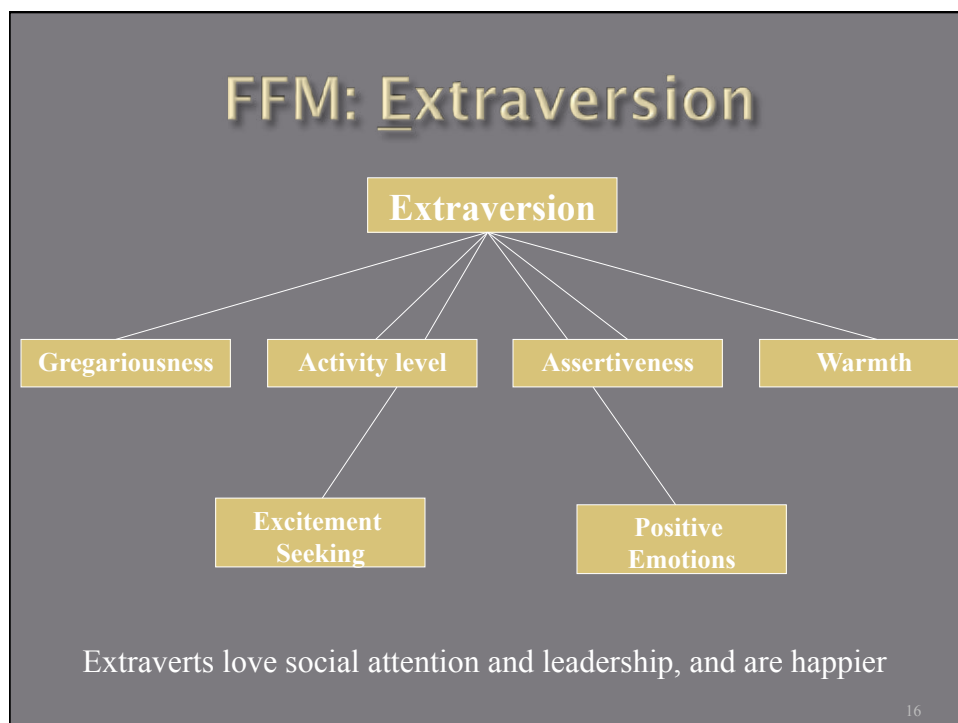 FFM: Extraversion
Extraversion
Gregariousness
Activity level
Assertiveness
Warmth
Excitement
Seeking
Positive
Emotions
Extraverts love social attention and leadership, and are happier
16